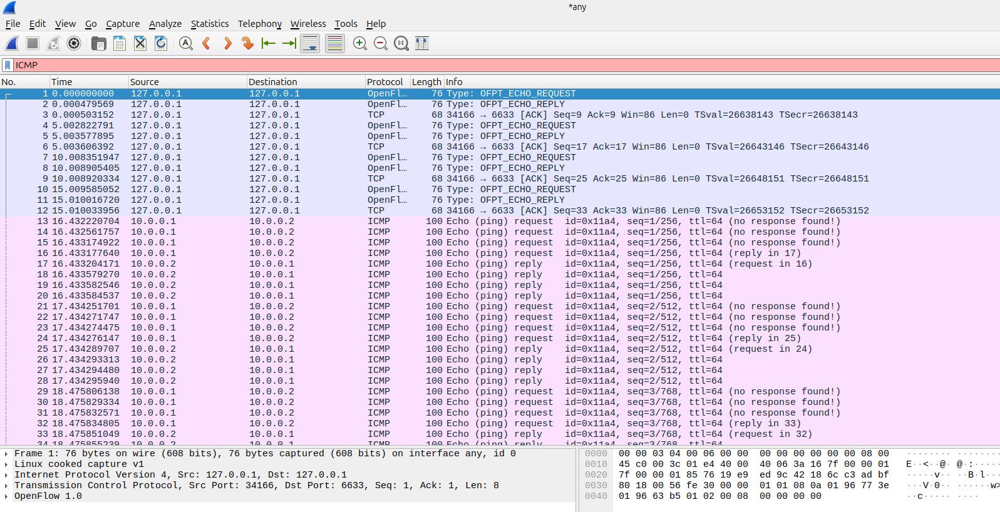 *any
File Edit View Go Capture Analyze Statistics Telephony Wireless Tools Help
ICMP
No. Time Source Destination Protocol Length Info
1 0.000000000 127.0.0.1 127.0.0.1 OpenFl… 76 Type: OFPT_ECHO_REQUEST
2 0.000479569 127.0.0.1 127.0.0.1 OpenFl… 76 Type: OFPT_ECHO_REPLY
3 0.000503152 127.0.0.1 127.0.0.1 TCP 68 34166 → 6633 [ACK] Seq=9 Ack=9 Win=86 Len=0 TSval=26638143 TSecr=26638143
4 5.002822791 127.0.0.1 127.0.0.1 OpenFl… 76 Type: OFPT_ECHO_REQUEST
5 5.003577895 127.0.0.1 127.0.0.1 OpenFl… 76 Type: OFPT_ECHO_REPLY
6 5.003606392 127.0.0.1 127.0.0.1 TCP 68 34166 → 6633 [ACK] Seq=17 Ack=17 Win=86 Len=0 TSval=26643146 TSecr=26643146
7 10.008351947 127.0.0.1 127.0.0.1 OpenFl… 76 Type: OFPT_ECHO_REQUEST
8 10.008905405 127.0.0.1 127.0.0.1 OpenFl… 76 Type: OFPT_ECHO_REPLY
9 10.008920334 127.0.0.1 127.0.0.1 TCP 68 34166 → 6633 [ACK] Seq=25 Ack=25 Win=86 Len=0 TSval=26648151 TSecr=26648151
10 15.009585052 127.0.0.1 127.0.0.1 OpenFl… 76 Type: OFPT_ECHO_REQUEST
11 15.010016720 127.0.0.1 127.0.0.1 OpenFl… 76 Type: OFPT_ECHO_REPLY
12 15.010033956 127.0.0.1 127.0.0.1 TCP 68 34166 → 6633 [ACK] Seq=33 Ack=33 Win=86 Len=0 TSval=26653152 TSecr=26653152
13 16.432220704 10.0.0.1 10.0.0.2 ICMP 100 Echo (ping) request id=0x11a4, seq=1/256, ttl=64 (no response found!)
14 16.432561757 10.0.0.1 10.0.0.2 ICMP 100 Echo (ping) request id=0x11a4, seq=1/256, ttl=64 (no response found!)
15 16.433174922 10.0.0.1 10.0.0.2 ICMP 100 Echo (ping) request id=0x11a4, seq=1/256, ttl=64 (no response found!)
16 16.433177640 10.0.0.1 10.0.0.2 ICMP 100 Echo (ping) request id=0x11a4, seq=1/256, ttl=64 (reply in 17)
17 16.433204171 10.0.0.2 10.0.0.1 ICMP 100 Echo (ping) reply id=0x11a4, seq=1/256, ttl=64 (request in 16)
18 16.433579270 10.0.0.2 10.0.0.1 ICMP 100 Echo (ping) reply id=0x11a4, seq=1/256, ttl=64
19 16.433582546 10.0.0.2 10.0.0.1 ICMP 100 Echo (ping) reply id=0x11a4, seq=1/256, ttl=64
20 16.433584537 10.0.0.2 10.0.0.1 ICMP 100 Echo (ping) reply id=0x11a4, seq=1/256, ttl=64
21 17.434251701 10.0.0.1 10.0.0.2 ICMP 100 Echo (ping) request id=0x11a4, seq=2/512, ttl=64 (no response found!)
22 17.434271747 10.0.0.1 10.0.0.2 ICMP 100 Echo (ping) request id=0x11a4, seq=2/512, ttl=64 (no response found!)
23 17.434274475 10.0.0.1 10.0.0.2 ICMP 100 Echo (ping) request id=0x11a4, seq=2/512, ttl=64 (no response found!)
24 17.434276147 10.0.0.1 10.0.0.2 ICMP 100 Echo (ping) request id=0x11a4, seq=2/512, ttl=64 (reply in 25)
25 17.434289707 10.0.0.2 10.0.0.1 ICMP 100 Echo (ping) reply id=0x11a4, seq=2/512, ttl=64 (request in 24)
26 17.434293313 10.0.0.2 10.0.0.1 ICMP 100 Echo (ping) reply id=0x11a4, seq=2/512, ttl=64
27 17.434294480 10.0.0.2 10.0.0.1 ICMP 100 Echo (ping) reply id=0x11a4, seq=2/512, ttl=64
28 17.434295940 10.0.0.2 10.0.0.1 ICMP 100 Echo (ping) reply id=0x11a4, seq=2/512, ttl=64
29 18.475806138 10.0.0.1 10.0.0.2 ICMP 100 Echo (ping) request id=0x11a4, seq=3/768, ttl=64 (no response found!)
30 18.475829334 10.0.0.1 10.0.0.2 ICMP 100 Echo (ping) request id=0x11a4, seq=3/768, ttl=64 (no response found!)
31 18.475832571 10.0.0.1 10.0.0.2 ICMP 100 Echo (ping) request id=0x11a4, seq=3/768, ttl=64 (no response found!)
32 18.475834805 10.0.0.1 10.0.0.2 ICMP 100 Echo (ping) request id=0x11a4, seq=3/768, ttl=64 (reply in 33)
33 18.475851049 10.0.0.2 10.0.0.1 ICMP 100 Echo (ping) reply id=0x11a4, seq=3/768, ttl=64 (request in 32)
34 18.475855239 10.0.0.2 10.0.0.1 ICMP 100 Echo (ping) reply id=0x11a4, seq=3/768, ttl=64
Frame 1: 76 bytes on wire (608 bits), 76 bytes captured (608 bits) on interface any, id 0
Linux cooked capture v1
Internet Protocol Version 4, Src: 127.0.0.1, Dst: 127.0.0.1
Transmission Control Protocol, Src Port: 34166, Dst Port: 6633, Seq: 1, Ack: 1, Len: 8
OpenFlow 1.0
0000 00 00 03 04 00 06 00 00 00 00 00 00 00 00 08 00 ········ ········
0010 45 c0 00 3c 01 e4 40 00 40 06 3a 16 7f 00 00 01 E··<··@· @·:·····
0020 7f 00 00 01 85 76 19 e9 ed 9c 42 18 6c c3 ad bf ·····v·· ··B·l···
0030 80 18 00 56 fe 30 00 00 01 01 08 0a 01 96 77 3e ···V·0·· ······w>
0040 01 96 63 b5 01 02 00 08 00 00 00 00 ··c····· ····